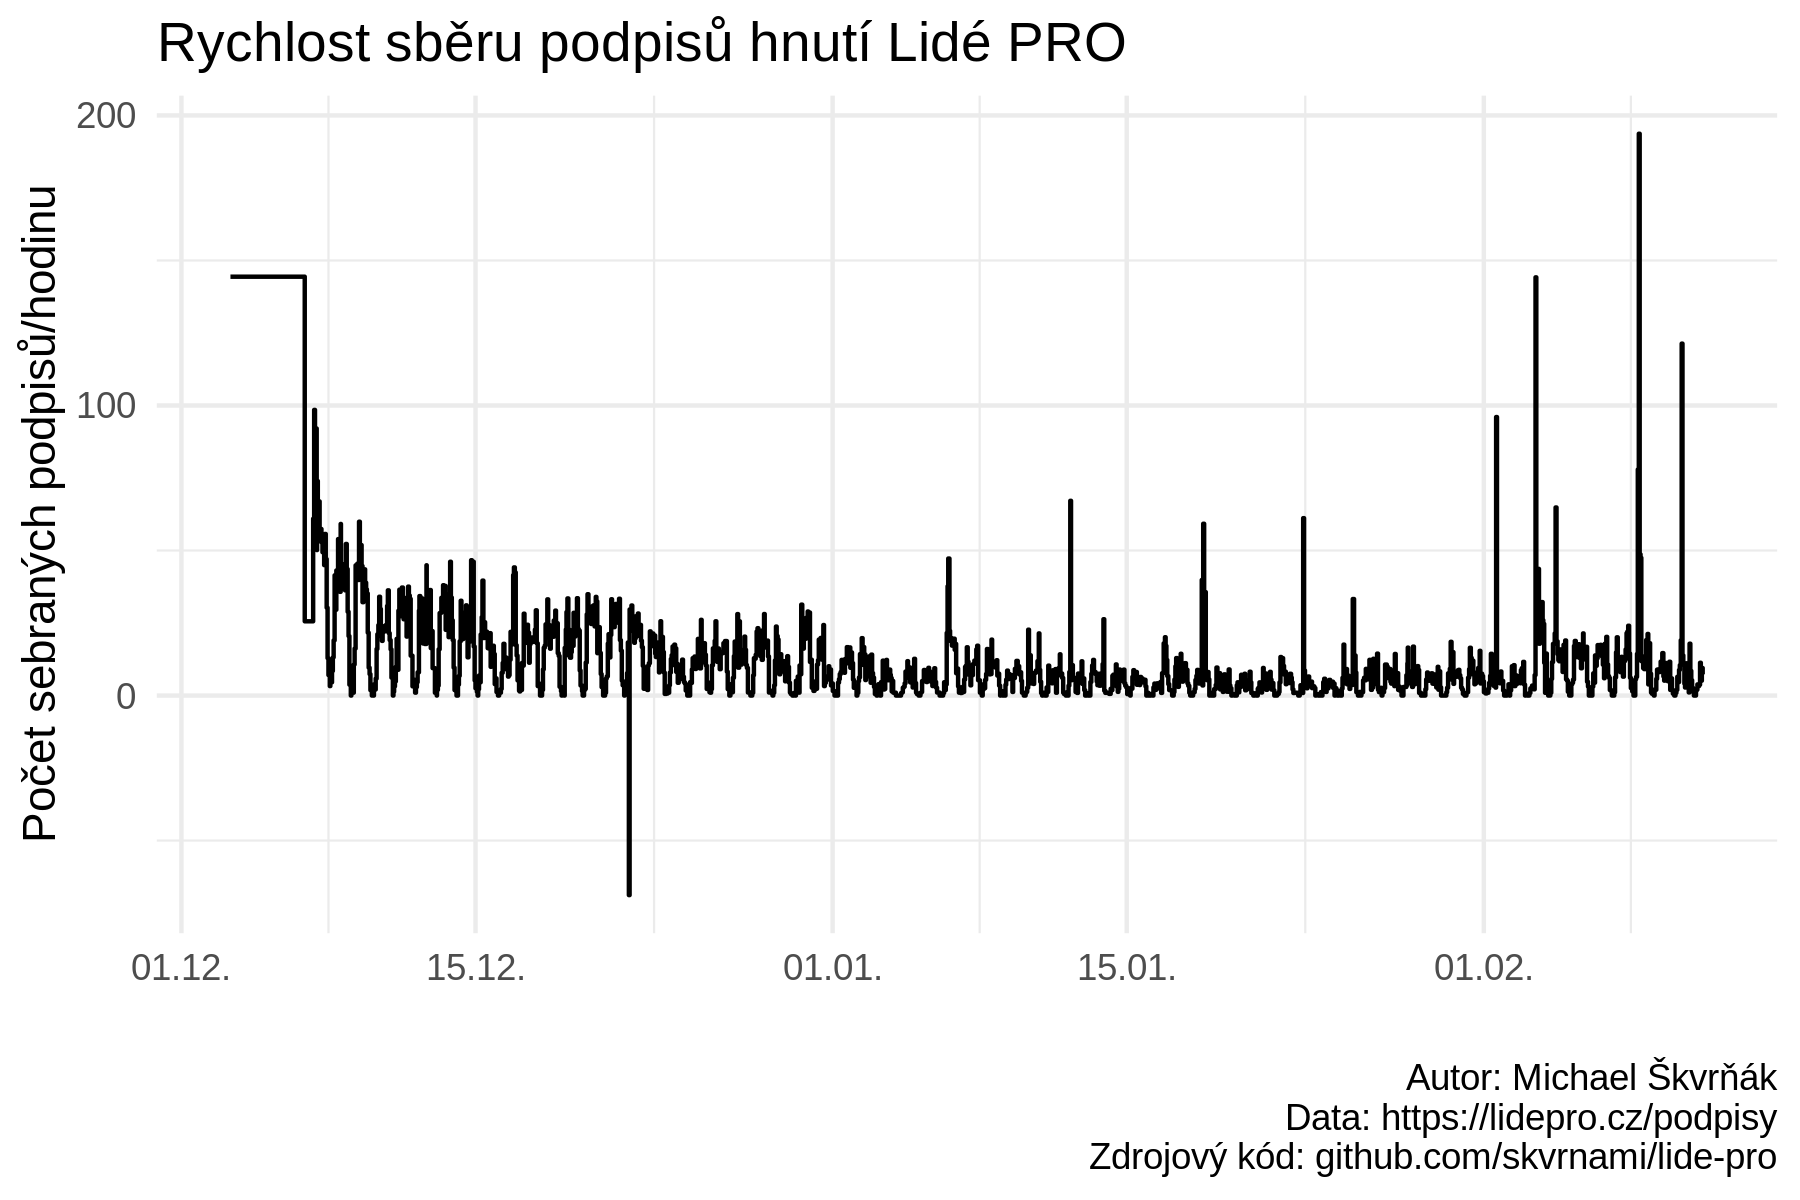 Rychlost sběru podpisů hnutí Lidé PRO
Počet sebraných podpisů/hodinu
200
100
0
01.12.
15.12.
01.01.
15.01.
01.02.
Autor: Michael Škvrňák
Data: https://lidepro.cz/podpisy
Zdrojový kód: github.com/skvrnami/lide-pro